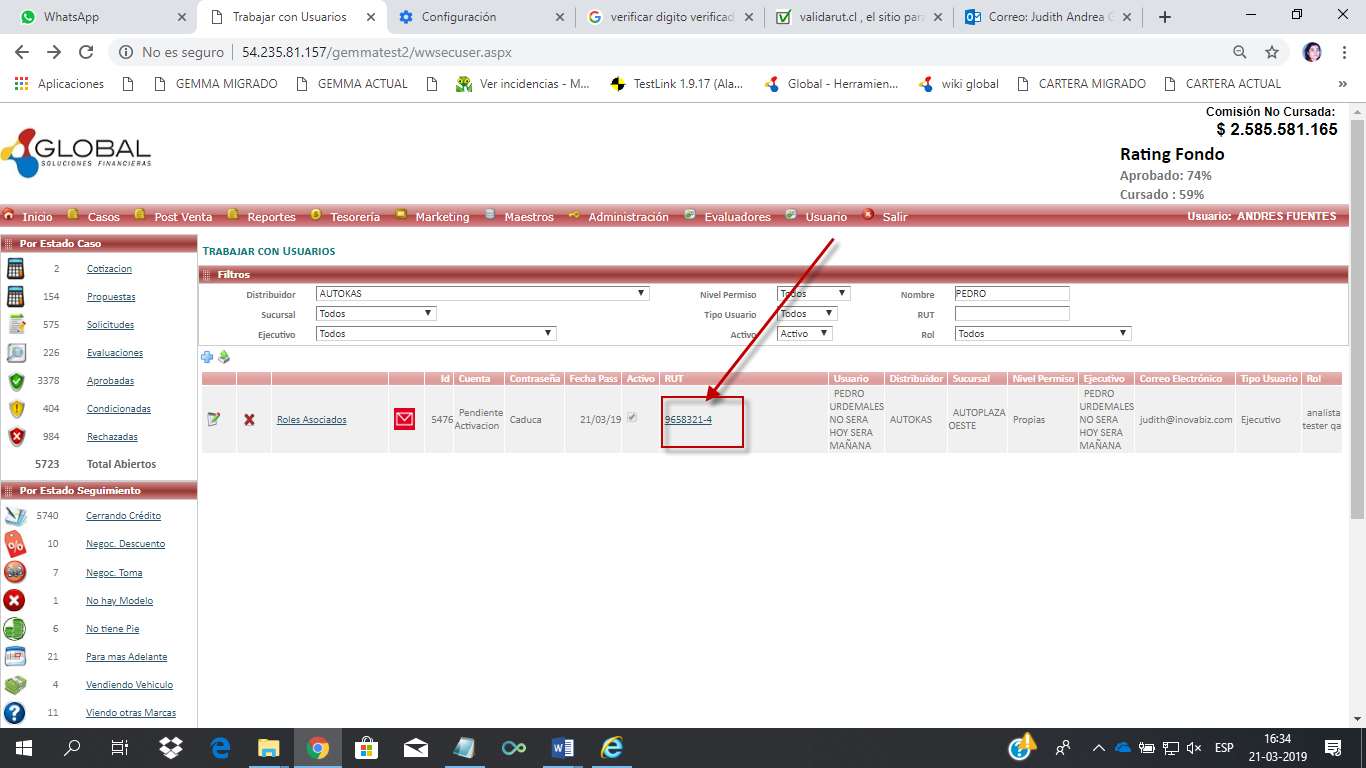 WhatsApp
Trabajar con Usuarios
Configuración
verificar digito verificad
validarut.cl , el sitio para
Correo: Judith Andrea G
No es seguro | 54.235.81.157/gemmatest2/wwsecuser.aspx
Aplicaciones
GEMMA MIGRADO
GEMMA ACTUAL
Ver incidencias - M...
TestLink 1.9.17 (Ala...
Global - Herramien...
wiki global
CARTERA MIGRADO
CARTERA ACTUAL
»
GLOBAL
SOLUCIONES FINANCIERAS
Comisión No Cursada:
$ 2.585.581.165
Rating Fondo
Aprobado: 74%
Cursado : 59%
Inicio Casos Post Venta Reportes Tesorería Marketing Maestros Administración Evaluadores Usuario Salir
Usuario: ANDRES FUENTES
Por Estado Caso
2 Cotizacion
154 Propuestas
575 Solicitudes
226 Evaluaciones
3378 Aprobadas
404 Condicionadas
984 Rechazadas
5723 Total Abiertos
Por Estado Seguimiento
5740 Cerrando Crédito
10 Negoc. Descuento
7 Negoc. Toma
1 No hay Modelo
6 No tiene Pie
21 Para mas Adelante
4 Vendiendo Vehiculo
11 Viendo otras Marcas
TRABAJAR CON USUARIOS
Filtros
Distribuidor AUTOKAS Nivel Permiso Todos Nombre PEDRO
Sucursal Todos Tipo Usuario Todos RUT
Ejecutivo Todos Activo Activo Rol Todos
Id Cuenta Contraseña Fecha Pass Activo RUT Usuario Distribuidor Sucursal Nivel Permiso Ejecutivo Correo Electrónico Tipo Usuario Rol
Roles Asociados
5476
Pendiente
Activacion
Caduca
21/03/19
9658321-4
PEDRO
URDEMALES
NO SERA
HOY SERA
MAÑANA
AUTOKAS
AUTOPLAZA
OESTE
Propias
PEDRO
URDEMALES
NO SERA
HOY SERA
MAÑANA
judith@inovabiz.com
Ejecutivo
analista
tester qa
ESP
16:34
21-03-2019